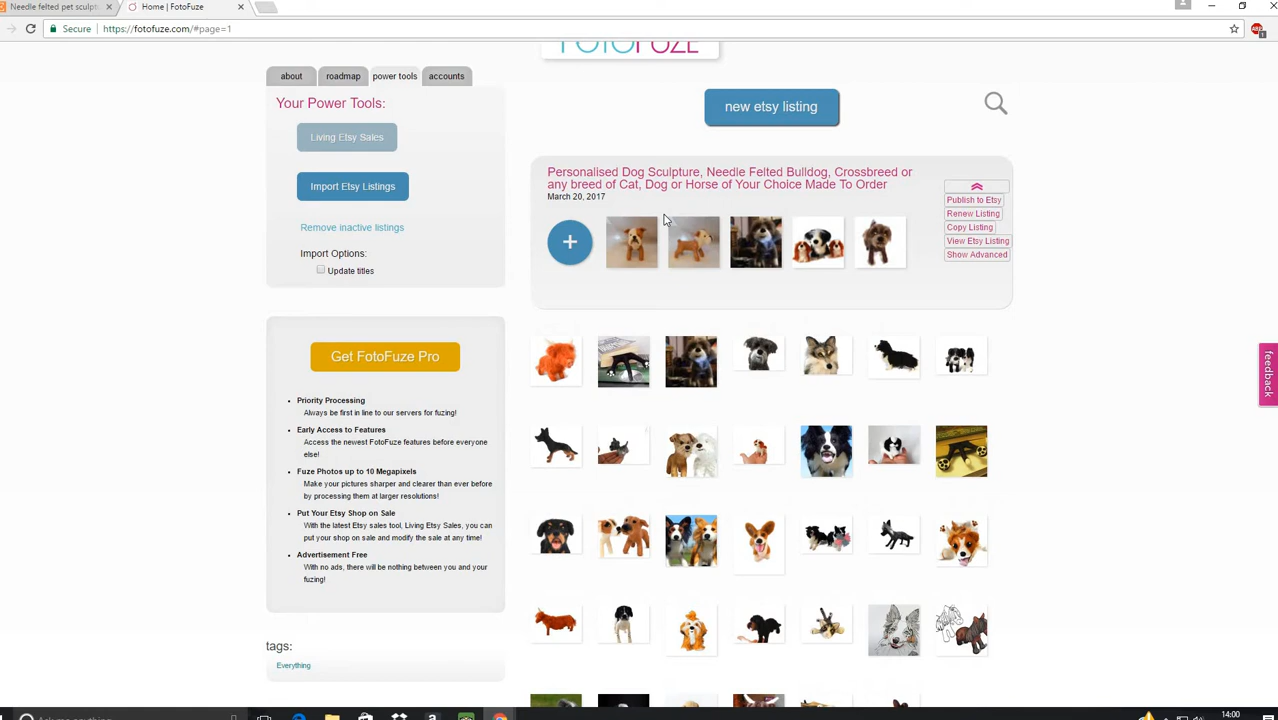 Needle felted pet sculpt
Home | FotoFuze
Secure
https://fotofuze.com/#page=1
FOTOFUZE
about
roadmap
power tools
accounts
Your Power Tools:
new etsy listing
Living Etsy Sales
Import Etsy Listings
Remove inactive listings
Import Options:
Update titles
Personalised Dog Sculpture, Needle Felted Bulldog, Crossbreed or
any breed of Cat, Dog or Horse of Your Choice Made To Order
March 20, 2017
Publish to Etsy
Renew Listing
Copy Listing
View Etsy Listing
Show Advanced
Get FotoFuze Pro
Priority Processing
Always be first in line to our servers for fuzing!
Early Access to Features
Access the newest FotoFuze features before everyone
else!
Fuze Photos up to 10 Megapixels
Make your pictures sharper and clearer than ever before
by processing them at larger resolutions!
Put Your Etsy Shop on Sale
With the latest Etsy sales tool, Living Etsy Sales, you can
put your shop on sale and modify the sale at any time!
Advertisement Free
With no ads, there will be nothing between you and your
fuzing!
feedback
tags:
Everything
Ask me anything
14:00